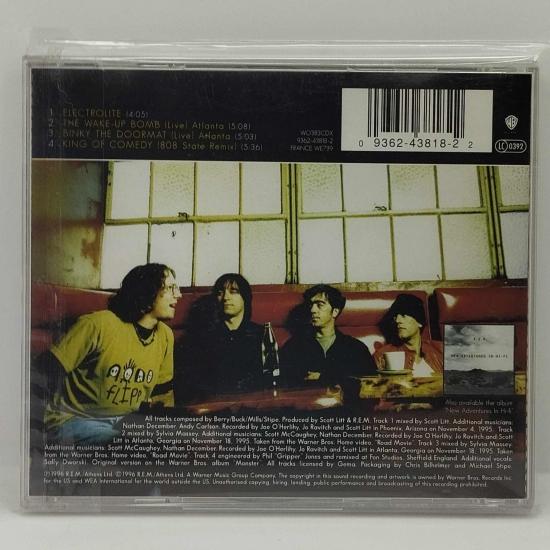 1 ELECTROLITE (4:05)
2 THE WAKE-UP BOMB (Live) Atlanta (5:08)
3 BINKY THE DOORMAT (Live) Atlanta (5:03)
4 KING OF COMEDY (808 State Remix) (5:36)
WO383CDX
9362-43818-2
FRANCE WE739
0 9362-43818-2 2
LC 0392
R.E.M.
NEW ADVENTURES IN HI-FI
Also available the album
'New Adventures In Hi-fi'
All tracks composed by Berry/Buck/Mills/Stipe. Produced by Scott Litt & R.E.M. Track 1 mixed by Scott Litt. Additional musicians:
Nathan December, Andy Carlson. Recorded by Joe O'Herlihy, Jo Ravitch and Scott Litt in Phoenix, Arizona on November 4, 1995. Track
2 mixed by Sylvia Massey. Additional musicians: Scott McCaughey, Nathan December. Recorded by Joe O'Herlihy, Jo Ravitch and Scott
Litt in Atlanta, Georgia on November 18, 1995. Taken from the Warner Bros. Home video, 'Road Movie'. Track 3 mixed by Sylvia Massey.
Additional musicians: Scott McCaughey, Nathan December. Recorded by Joe O'Herlihy, Jo Ravitch and Scott Litt in Atlanta, Georgia on November 18, 1995. Taken
from the Warner Bros. Home video, 'Road Movie'. Track 4 engineered by Phil 'Gripper' Jones and remixed at Fon Studios, Sheffield England. Additional vocals:
Sally Dworski. Original version on the Warner Bros. album 'Monster'. All tracks licensed by Gema. Packaging by Chris Bilheimer and Michael Stipe.
℗ 1996 R.E.M./Athens Ltd. © 1996 R.E.M./Athens Ltd. A Warner Music Group Company. The copyright in this sound recording and artwork is owned by Warner Bros. Records Inc.
for the US and WEA International for the world outside the US. Unauthorised copying, hiring, lending, public performance and broadcasting of this recording prohibited.